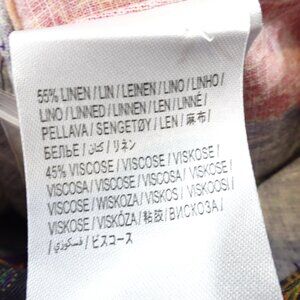 55% LINEN / LIN / LEINEN / LINO / LINHO /
LINO / LINNED / LINNEN / LEN / LINNÉ /
PELLAVA / SENGETØY / LEN / 麻布 /
БЕЛЬЕ / كتان / リネン
45% VISCOSE / VISCOSE / VISKOSE /
VISCOSA / VISCOSE / VISCOSA / VISKOSE /
VISCOSE / WISKOZA / VISKOS / VISKOOSI /
VISKOSE / VISKÓZA / 粘胶 / ВИСКОЗА /
/ فسكوزي / ビスコース